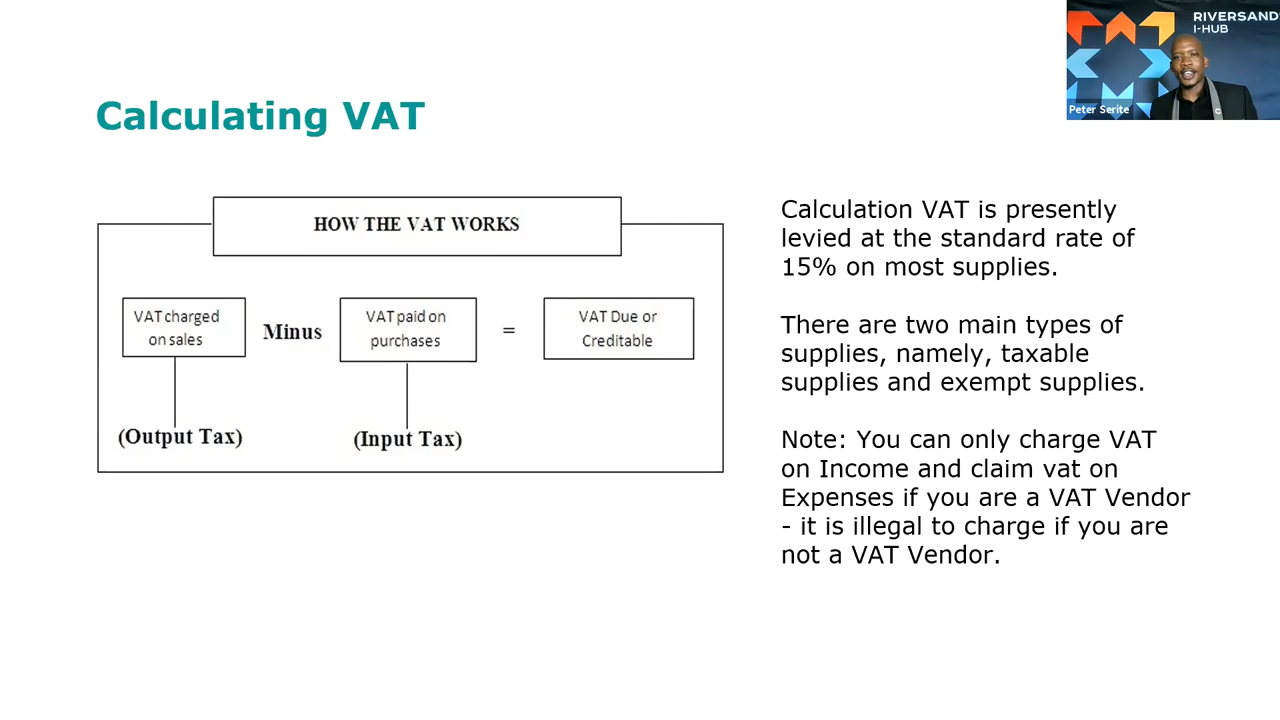 RIVERSAND
I-HUB
Peter Serite
Calculating VAT
HOW THE VAT WORKS
VAT charged
on sales
Minus
VAT paid on
purchases
=
VAT Due or
Creditable
(Output Tax)
(Input Tax)
Calculation VAT is presently
levied at the standard rate of
15% on most supplies.
There are two main types of
supplies, namely, taxable
supplies and exempt supplies.
Note: You can only charge VAT
on Income and claim vat on
Expenses if you are a VAT Vendor
- it is illegal to charge if you are
not a VAT Vendor.